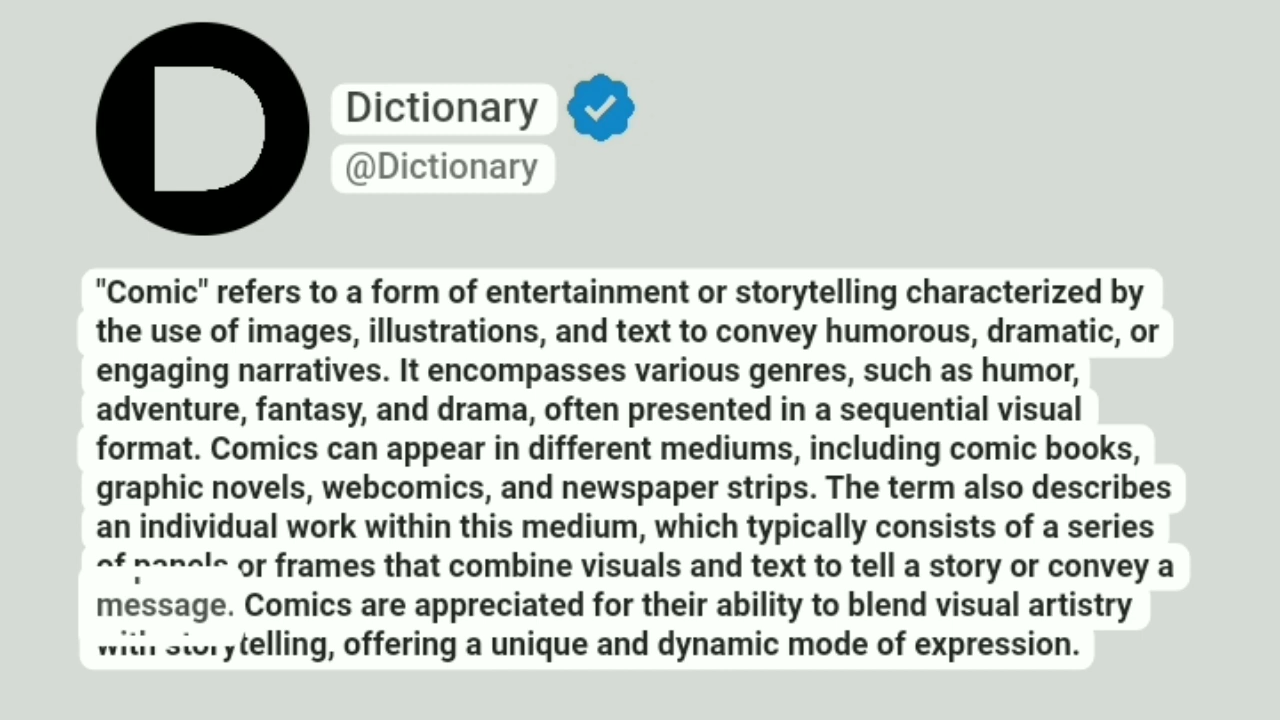 D
Dictionary
@Dictionary
"Comic" refers to a form of entertainment or storytelling characterized by
the use of images, illustrations, and text to convey humorous, dramatic, or
engaging narratives. It encompasses various genres, such as humor,
adventure, fantasy, and drama, often presented in a sequential visual
format. Comics can appear in different mediums, including comic books,
graphic novels, webcomics, and newspaper strips. The term also describes
an individual work within this medium, which typically consists of a series
of panels or frames that combine visuals and text to tell a story or convey a
message. Comics are appreciated for their ability to blend visual artistry
with storytelling, offering a unique and dynamic mode of expression.